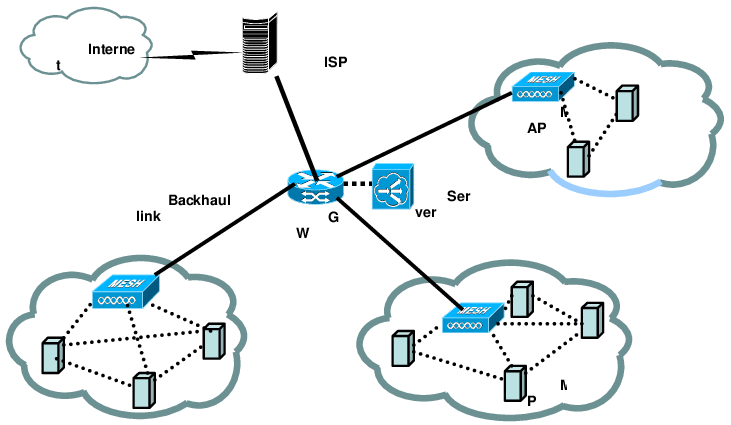 Interne
t
ISP
MESH
AP
Backhaul
link
Ser
ver
G
W
MESH
MESH
M
P